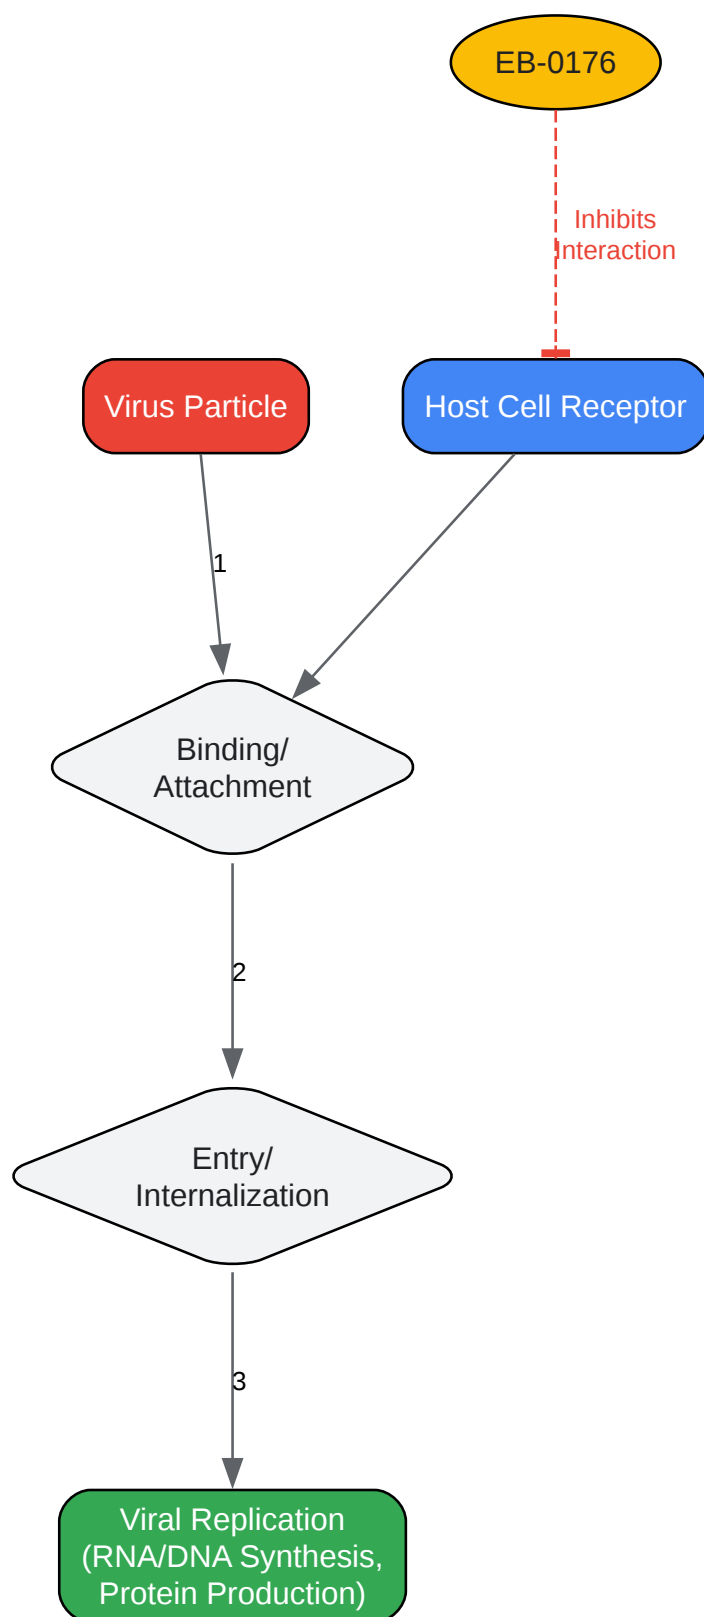 EB-0176
Inhibits
Interaction
Virus Particle
Host Cell Receptor
1
Binding/
Attachment
2
Entry/
Internalization
3
Viral Replication
(RNA/DNA Synthesis,
Protein Production)